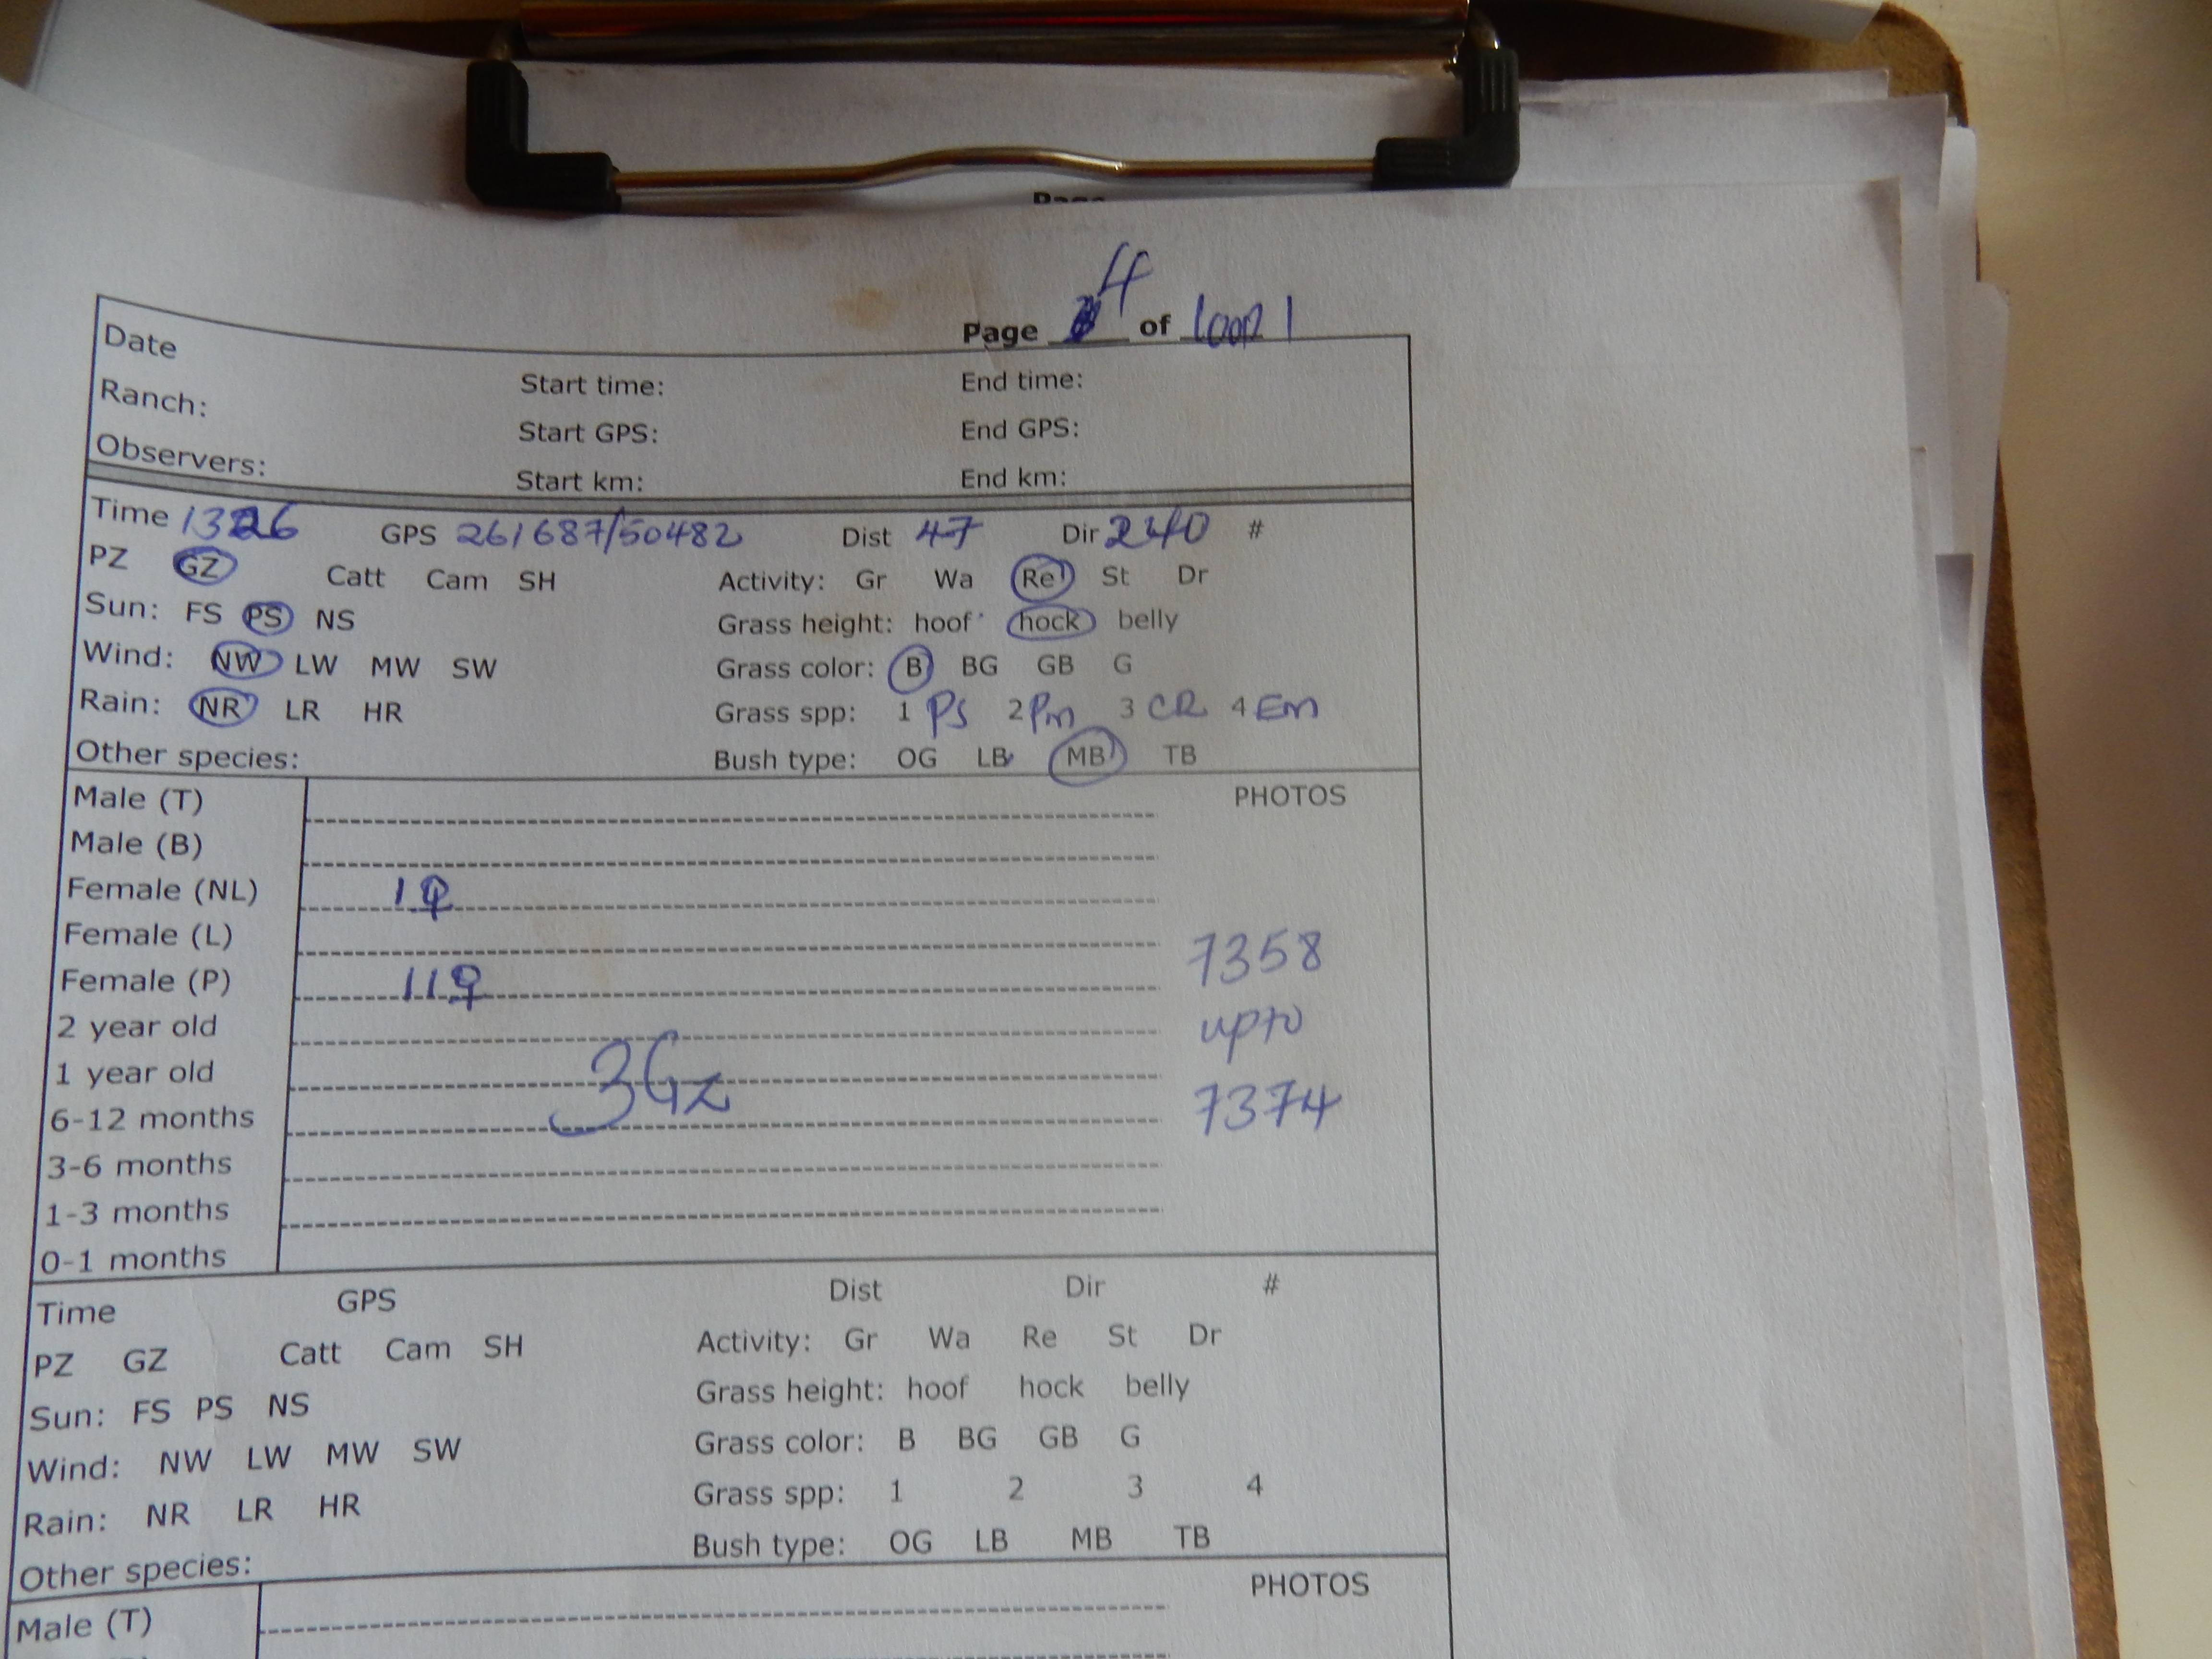 Page 4 of loop 1
Date
Ranch: Start time: End time:
Observers: Start GPS: End GPS:
Start km: End km:
Time 1326 GPS 261687/50482 Dist 47 Dir 240 #
PZ GZ Catt Cam SH Activity: Gr Wa Re St Dr
Sun: FS PS NS Grass height: hoof hock belly
Wind: NW LW MW SW Grass color: B BG GB G
Rain: NR LR HR Grass spp: 1 PS 2 Pm 3 CR 4 Em
Other species: Bush type: OG LB MB TB
Male (T) PHOTOS
Male (B)
Female (NL) 1♀
Female (L) 7358
Female (P) 11♀
2 year old upto
1 year old 3Gz
6-12 months 7374
3-6 months
1-3 months
0-1 months
Time GPS Dist Dir #
PZ GZ Catt Cam SH Activity: Gr Wa Re St Dr
Sun: FS PS NS Grass height: hoof hock belly
Wind: NW LW MW SW Grass color: B BG GB G
Rain: NR LR HR Grass spp: 1 2 3 4
Other species: Bush type: OG LB MB TB
Male (T) PHOTOS